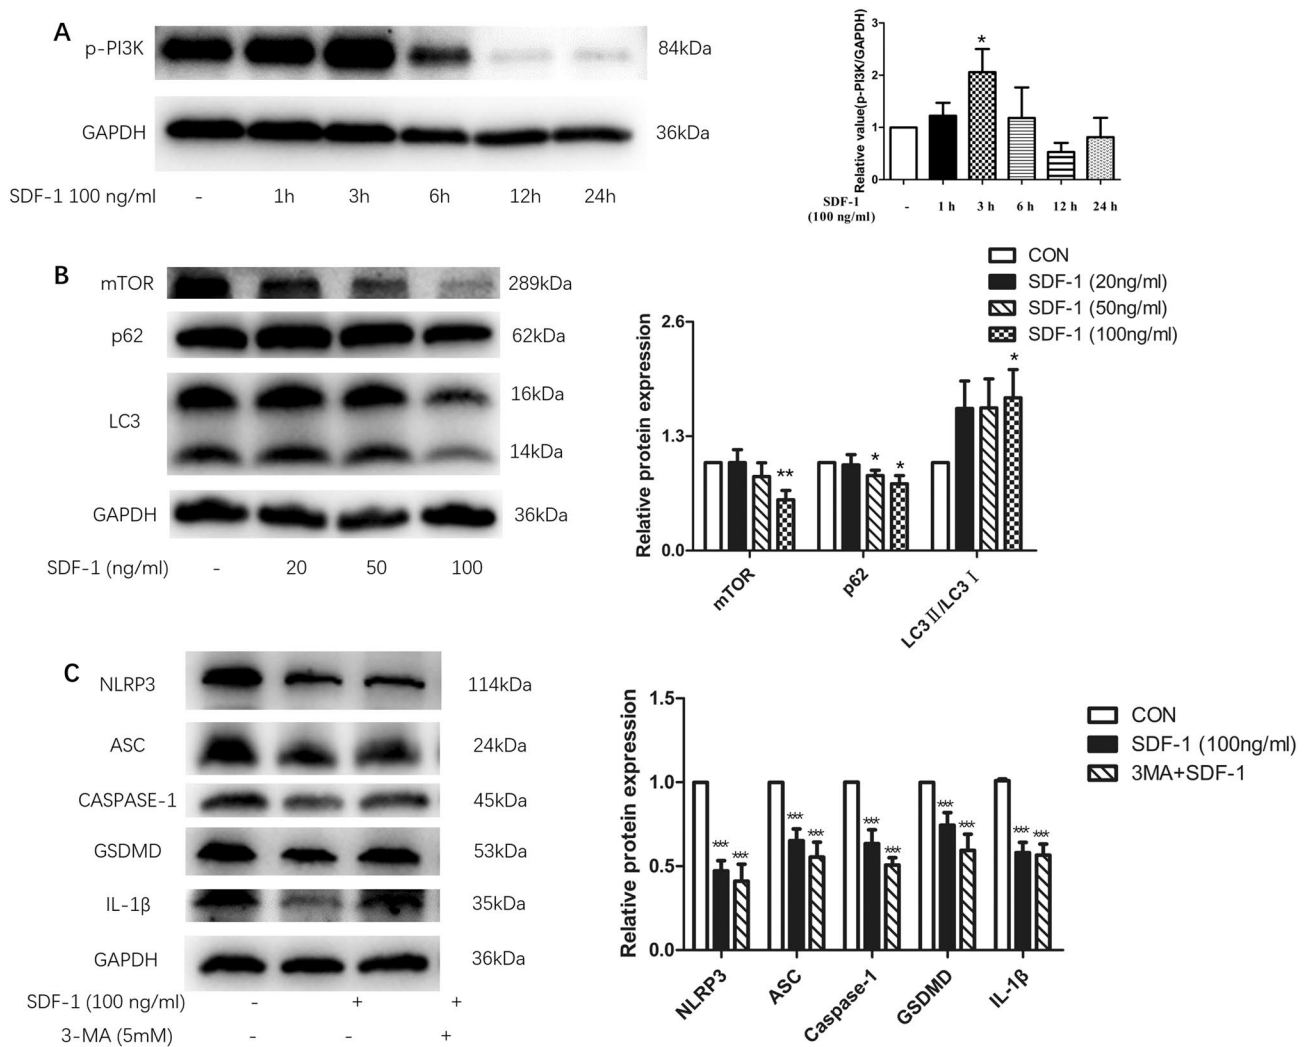 A
p-PI3K
84kDa
GAPDH
36kDa
SDF-1 100 ng/ml - 1h 3h 6h 12h 24h
Relative value(p-PI3K/GAPDH)
3
2
1
0
*
SDF-1
(100 ng/ml)
- 1 h 3 h 6 h 12 h 24 h
B
mTOR
289kDa
p62
62kDa
LC3
16kDa
14kDa
GAPDH
36kDa
SDF-1 (ng/ml) - 20 50 100
CON
SDF-1 (20ng/ml)
SDF-1 (50ng/ml)
SDF-1 (100ng/ml)
Relative protein expression
2.6
1.3
0.0
**
* *
*
mTOR
p62
LC3 Ⅱ/LC3 Ⅰ
C
NLRP3
114kDa
ASC
24kDa
CASPASE-1
45kDa
GSDMD
53kDa
IL-1β
35kDa
GAPDH
36kDa
SDF-1 (100 ng/ml) - + +
3-MA (5mM) - - +
CON
SDF-1 (100ng/ml)
3MA+SDF-1
Relative protein expression
1.5
1.0
0.5
0.0
*** ***
*** ***
*** ***
*** ***
*** ***
NLRP3
ASC
Caspase-1
GSDMD
IL-1β